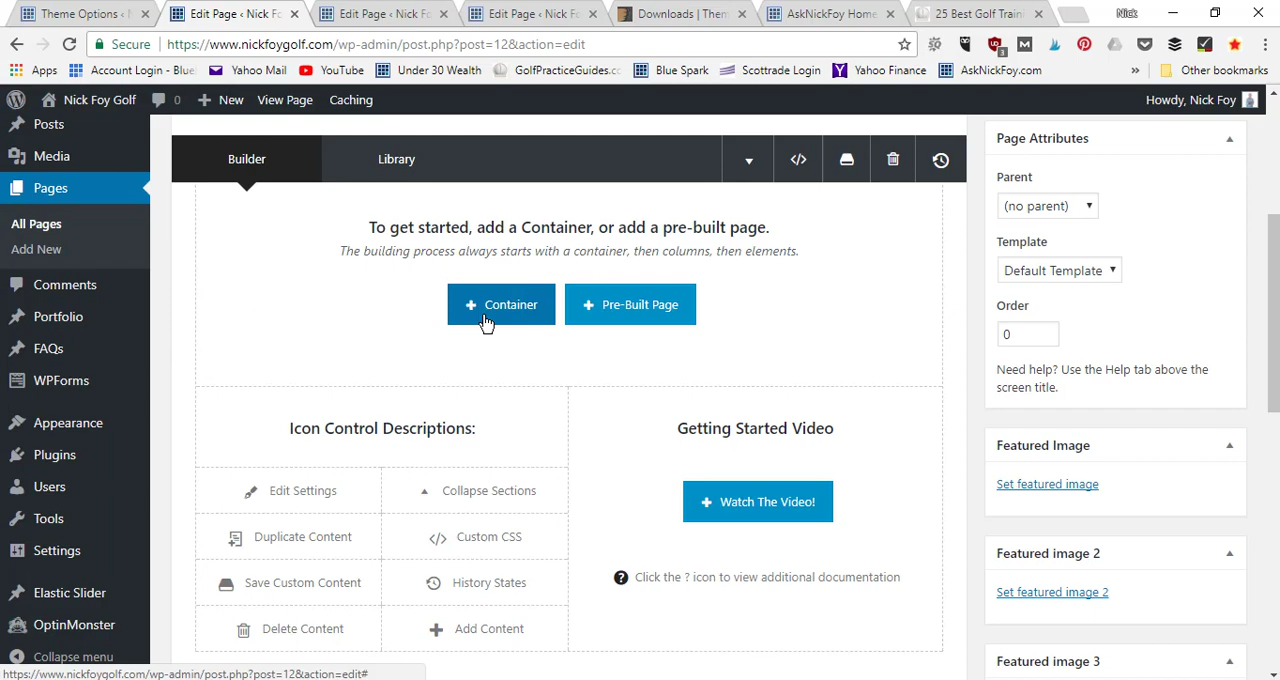 Theme Options ‹ N
Edit Page ‹ Nick F
Edit Page ‹ Nick Fo
Edit Page ‹ Nick Fo
Downloads | Them
AskNickFoy Home
25 Best Golf Traini
Nick
Secure
https://www.nickfoygolf.com/wp-admin/post.php?post=12&action=edit
Apps
Account Login - Blue
Yahoo Mail
YouTube
Under 30 Wealth
GolfPracticeGuides.cc
Blue Spark
Scottrade Login
Yahoo Finance
AskNickFoy.com
»
Other bookmarks
Nick Foy Golf
0
New
View Page
Caching
Howdy, Nick Foy
Posts
Media
Pages
All Pages
Add New
Comments
Portfolio
FAQs
WPForms
Appearance
Plugins
Users
Tools
Settings
Elastic Slider
OptinMonster
Collapse menu
Builder
Library
To get started, add a Container, or add a pre-built page.
The building process always starts with a container, then columns, then elements.
Container
Pre-Built Page
Icon Control Descriptions:
Edit Settings
Collapse Sections
Duplicate Content
Custom CSS
Save Custom Content
History States
Delete Content
Add Content
Getting Started Video
Watch The Video!
Click the ? icon to view additional documentation
Page Attributes
Parent
(no parent)
Template
Default Template
Order
0
Need help? Use the Help tab above the
screen title.
Featured Image
Set featured image
Featured image 2
Set featured image 2
Featured image 3
https://www.nickfoygolf.com/wp-admin/post.php?post=12&action=edit#